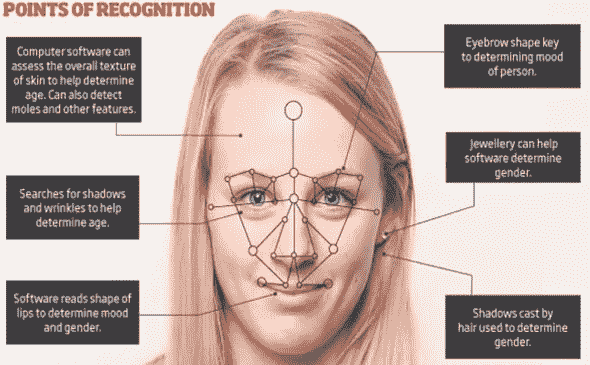 POINTS OF RECOGNITION
Computer software can
assess the overall texture
of skin to help determine
age. Can also detect
moles and other features.
Searches for shadows
and wrinkles to help
determine age.
Software reads shape of
lips to determine mood
and gender.
Eyebrow shape key
to determining mood
of person.
Jewellery can help
software determine
gender.
Shadows cast by
hair used to determine
gender.